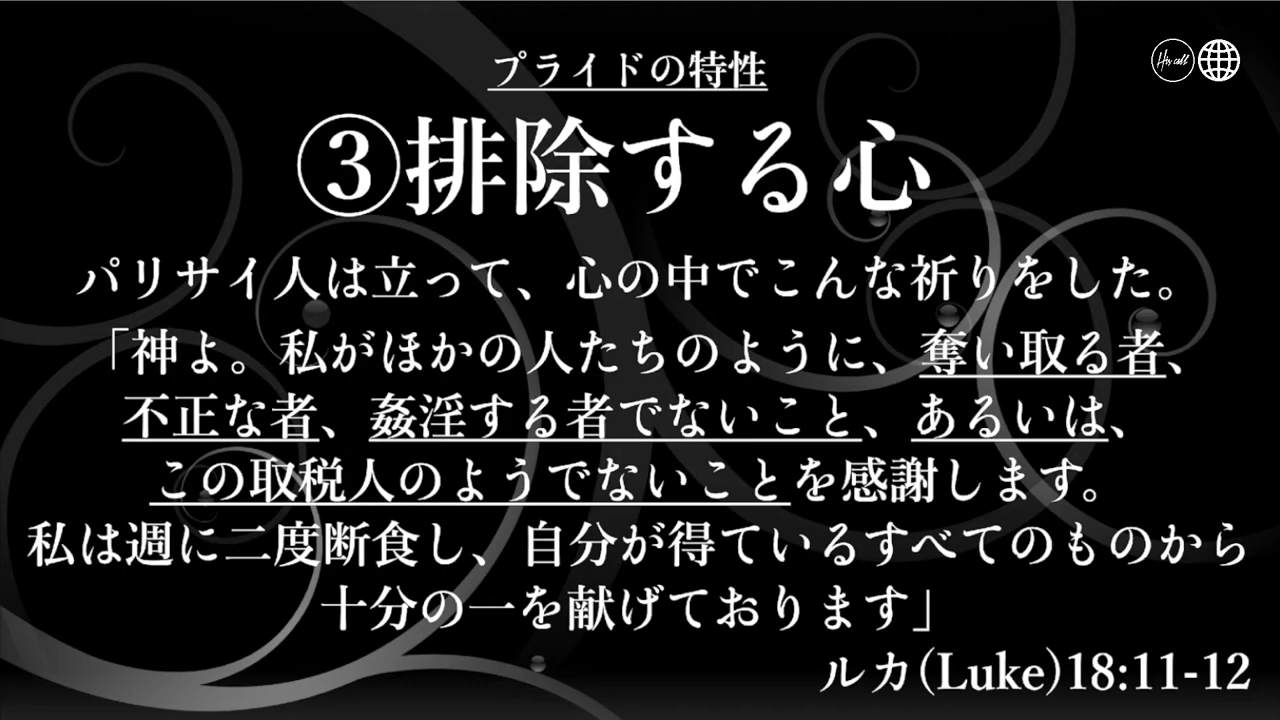 His call
プライドの特性
③排除する心
パリサイ人は立って、心の中でこんな祈りをした。
「神よ。私がほかの人たちのように、奪い取る者、
不正な者、姦淫する者でないこと、あるいは、
この取税人のようでないことを感謝します。
私は週に二度断食し、自分が得ているすべてのものから
十分の一を献げております」
ルカ(Luke)18:11-12